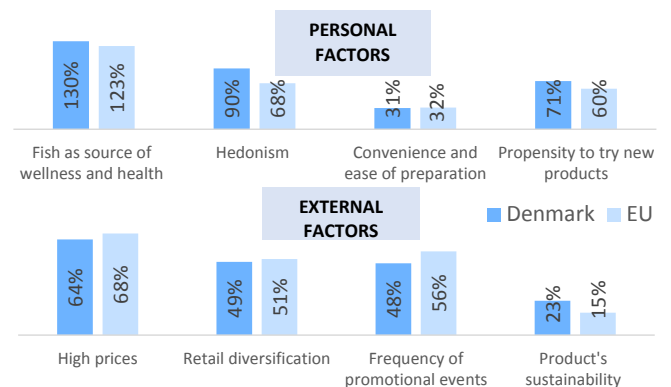 PERSONAL
FACTORS
130%
123%
90%
68%
31%
32%
71%
60%
Fish as source of
wellness and health
Hedonism
Convenience and
ease of preparation
Propensity to try new
products
EXTERNAL
FACTORS
Denmark
EU
64%
68%
49%
51%
48%
56%
23%
15%
High prices
Retail diversification
Frequency of
promotional events
Product's
sustainability